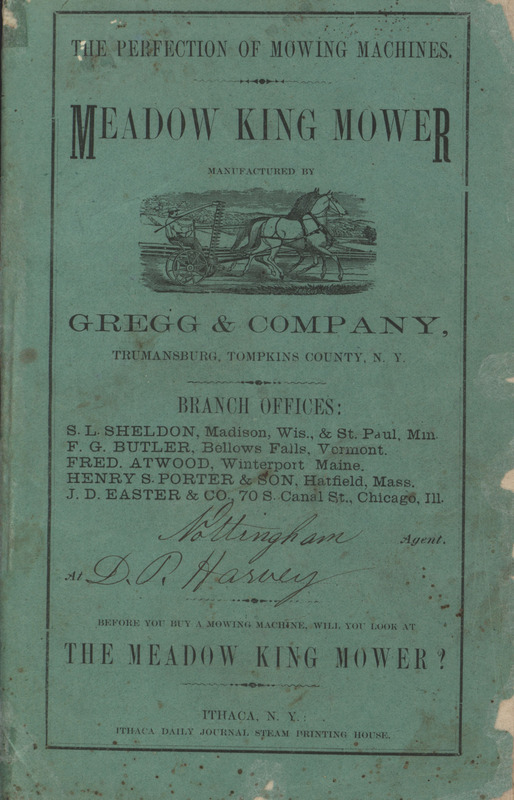 THE PERFECTION OF MOWING MACHINES.
MEADOW KING MOWER
MANUFACTURED BY
GREGG & COMPANY,
TRUMANSBURG, TOMPKINS COUNTY, N. Y.
BRANCH OFFICES:
S. L. SHELDON, Madison, Wis., & St. Paul, Min.
F. G. BUTLER, Bellows Falls, Vermont.
FRED. ATWOOD, Winterport Maine.
HENRY S. PORTER & SON, Hatfield, Mass.
J. D. EASTER & CO., 70 S. Canal St., Chicago, Ill.
Nottingham Agent.
At D. P. Harvey
BEFORE YOU BUY A MOWING MACHINE, WILL YOU LOOK AT
THE MEADOW KING MOWER?
ITHACA, N. Y.:
ITHACA DAILY JOURNAL STEAM PRINTING HOUSE.